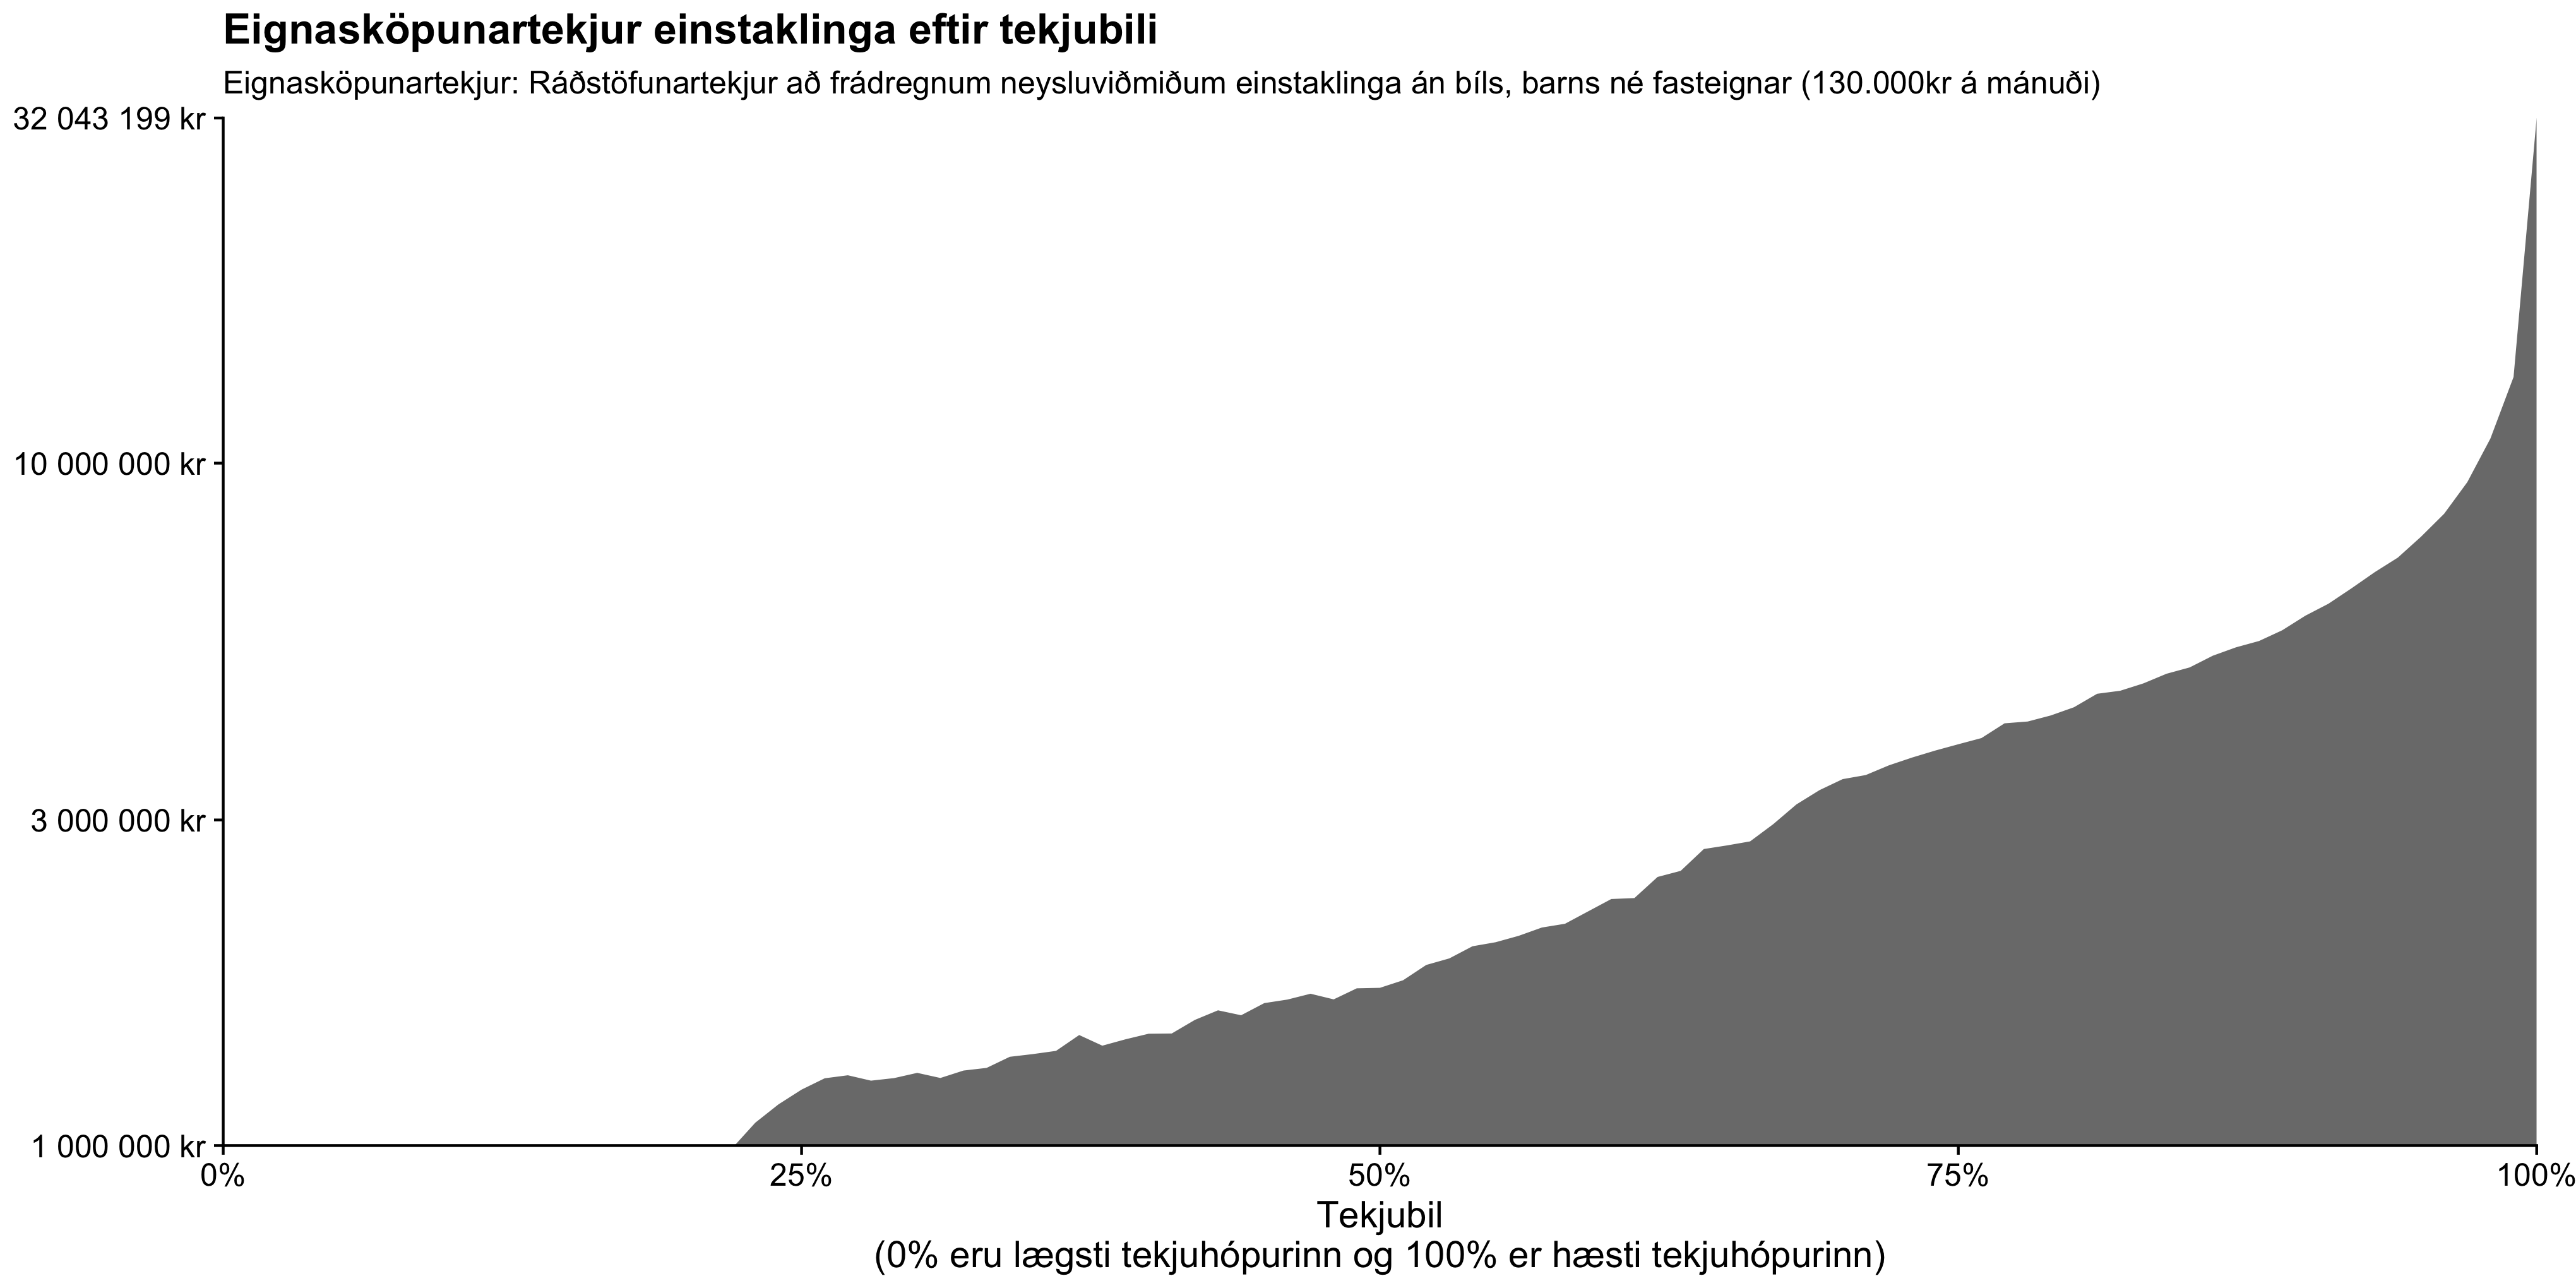 Eignasköpunartekjur einstaklinga eftir tekjubili
Eignasköpunartekjur: Ráðstöfunartekjur að frádregnum neysluviðmiðum einstaklinga án bíls, barns né fasteignar (130.000kr á mánuði)
32 043 199 kr
10 000 000 kr
3 000 000 kr
1 000 000 kr
0% 25% 50% 75% 100%
Tekjubil
(0% eru lægsti tekjuhópurinn og 100% er hæsti tekjuhópurinn)